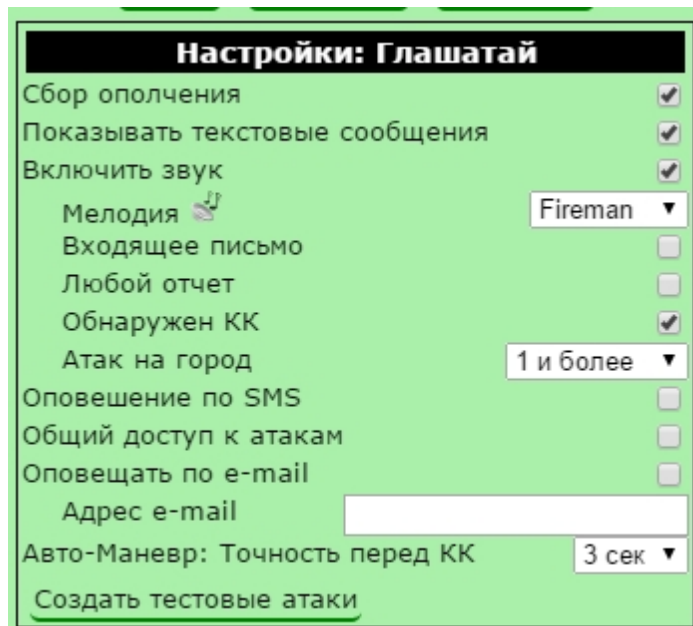 Настройки: Глашатай
Сбор ополчения
Показывать текстовые сообщения
Включить звук
Мелодия Fireman
Входящее письмо
Любой отчет
Обнаружен КК
Атак на город 1 и более
Оповешение по SMS
Общий доступ к атакам
Оповещать по e-mail
Адрес e-mail
Авто-Маневр: Точность перед КК 3 сек
Создать тестовые атаки